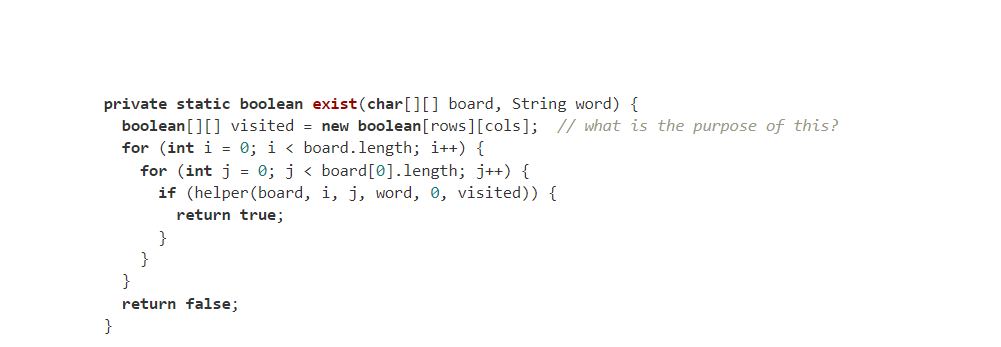 private static boolean exist(char[][] board, String word) {
  boolean[][] visited = new boolean[rows][cols];  // what is the purpose of this?
  for (int i = 0; i < board.length; i++) {
    for (int j = 0; j < board[0].length; j++) {
      if (helper(board, i, j, word, 0, visited)) {
        return true;
      }
    }
  }
  return false;
}